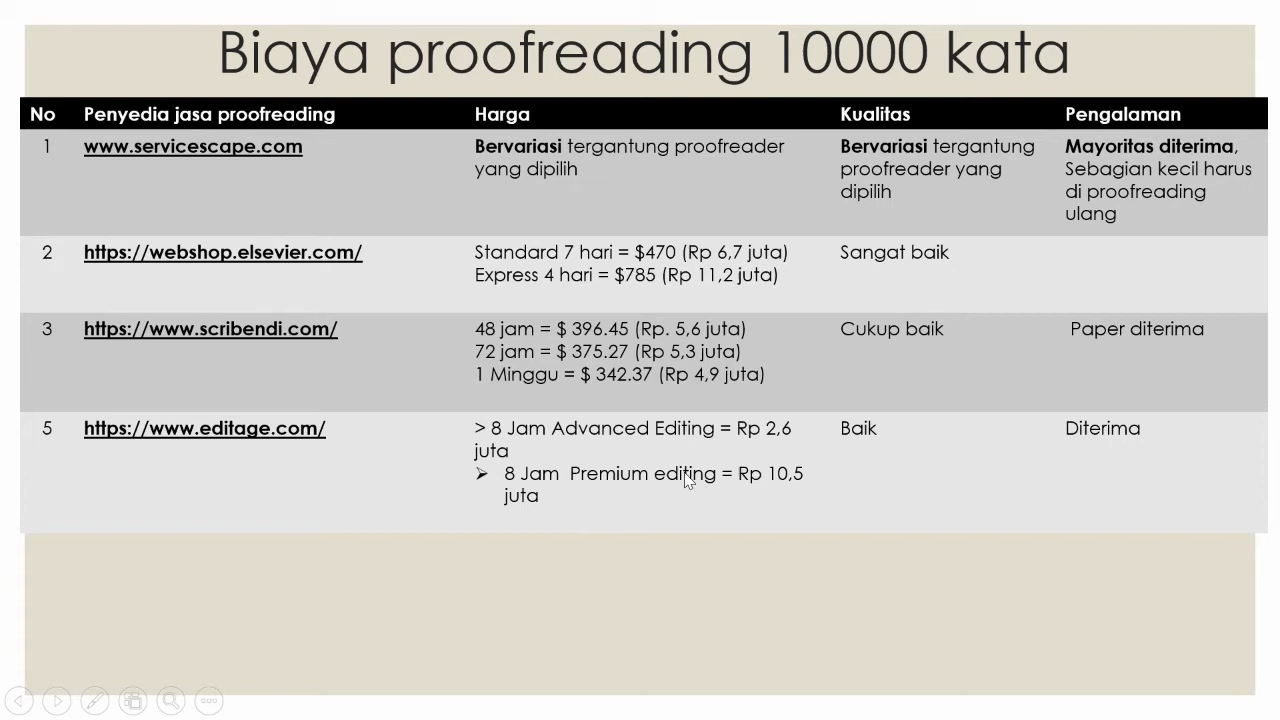 Biaya proofreading 10000 kata
No Penyedia jasa proofreading Harga Kualitas Pengalaman
1 www.servicescape.com Bervariasi tergantung proofreader yang dipilih Bervariasi tergantung proofreader yang dipilih Mayoritas diterima, Sebagian kecil harus di proofreading ulang
2 https://webshop.elsevier.com/ Standard 7 hari = $470 (Rp 6,7 juta) Sangat baik
Express 4 hari = $785 (Rp 11,2 juta)
3 https://www.scribendi.com/ 48 jam = $ 396.45 (Rp. 5,6 juta) Cukup baik Paper diterima
72 jam = $ 375.27 (Rp 5,3 juta)
1 Minggu = $ 342.37 (Rp 4,9 juta)
5 https://www.editage.com/ > 8 Jam Advanced Editing = Rp 2,6 juta Baik Diterima
➢ 8 Jam Premium editing = Rp 10,5 juta